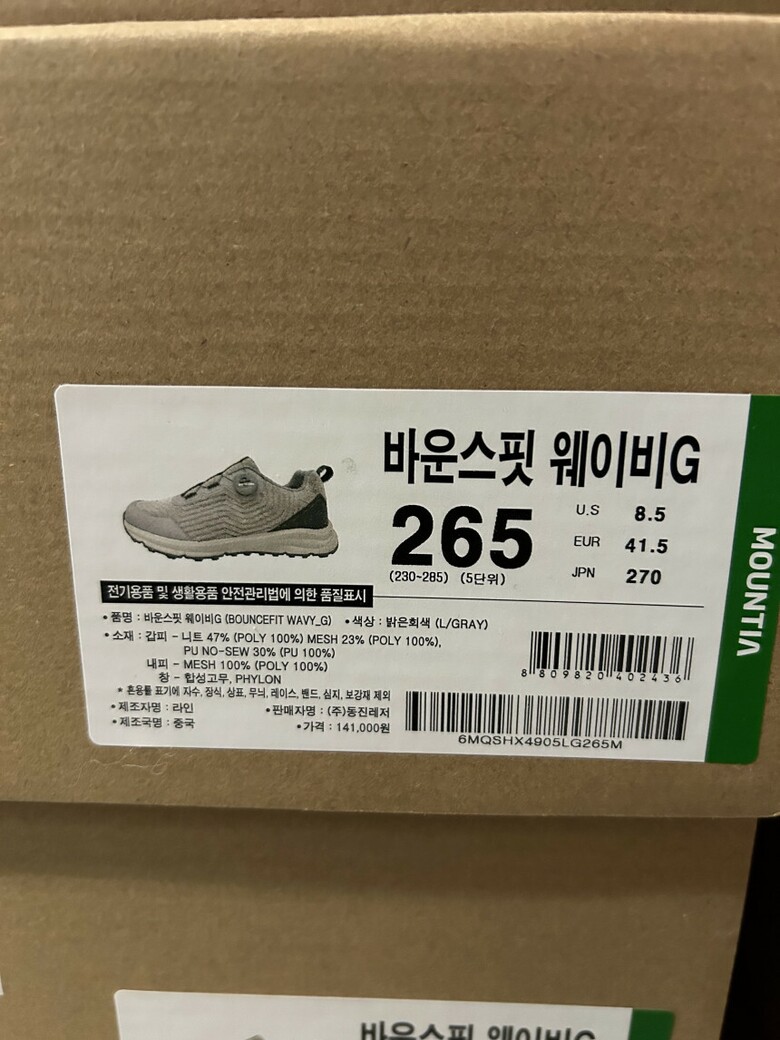 바운스핏 웨이비G
265
(230~285) (5단위)
U.S 8.5
EUR 41.5
JPN 270
MOUNTIA
전기용품 및 생활용품 안전관리법에 의한 품질표시
• 품명 : 바운스핏 웨이비G (BOUNCEFIT WAVY_G) • 색상 : 밝은회색 (L/GRAY)
• 소재 : 갑피 - 니트 47% (POLY 100%) MESH 23% (POLY 100%),
PU NO-SEW 30% (PU 100%)
내피 - MESH 100% (POLY 100%)
창 - 합성고무, PHYLON
* 혼용률 표기에 자수, 장식, 상표, 무늬, 레이스, 밴드, 심지, 보강재 제외
• 제조자명 : 라인 • 판매자명 : (주)동진레저
• 제조국명 : 중국 • 가격 : 141,000원
8 809820 402436
6MQSHX4905LG265M
바운스핏 웨이비G